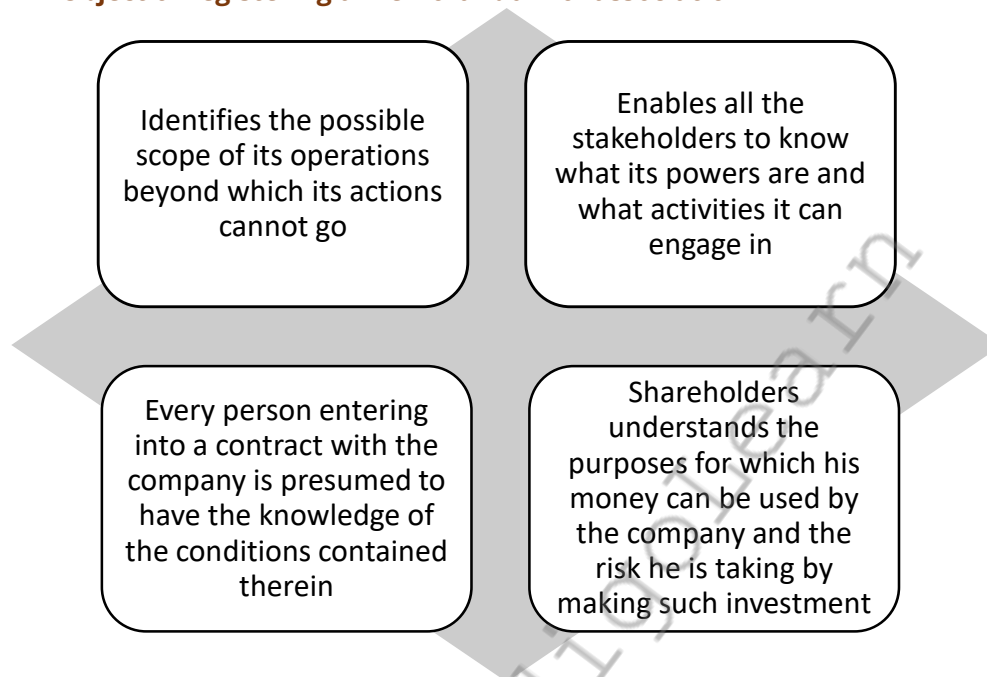 Identifies the possible
scope of its operations
beyond which its actions
cannot go
Enables all the
stakeholders to know
what its powers are and
what activities it can
engage in
Every person entering
into a contract with the
company is presumed to
have the knowledge of
the conditions contained
therein
Shareholders
understands the
purposes for which his
money can be used by
the company and the
risk he is taking by
making such investment